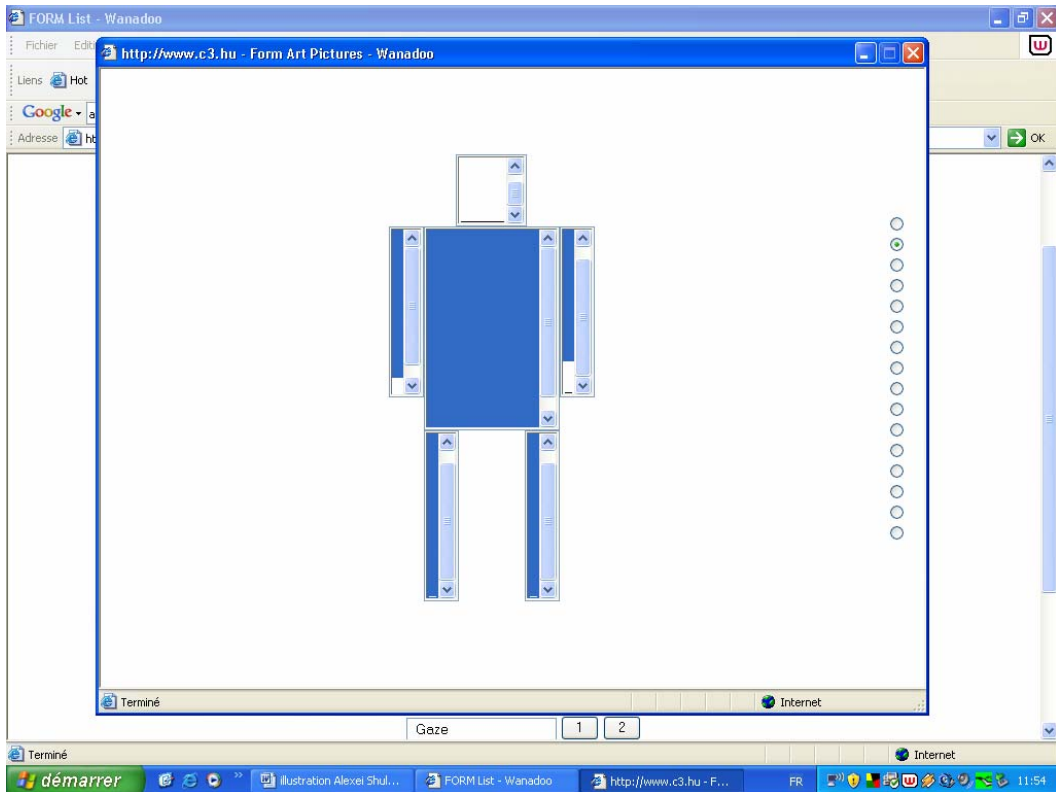 FORM List - Wanadoo
Fichier Edit
http://www.c3.hu - Form Art Pictures - Wanadoo
Liens Hot
Google a
Adresse ht
OK
Terminé Internet
Gaze 1 2
Terminé Internet
démarrer illustration Alexei Shul... FORM List - Wanadoo http://www.c3.hu - F... FR 11:54